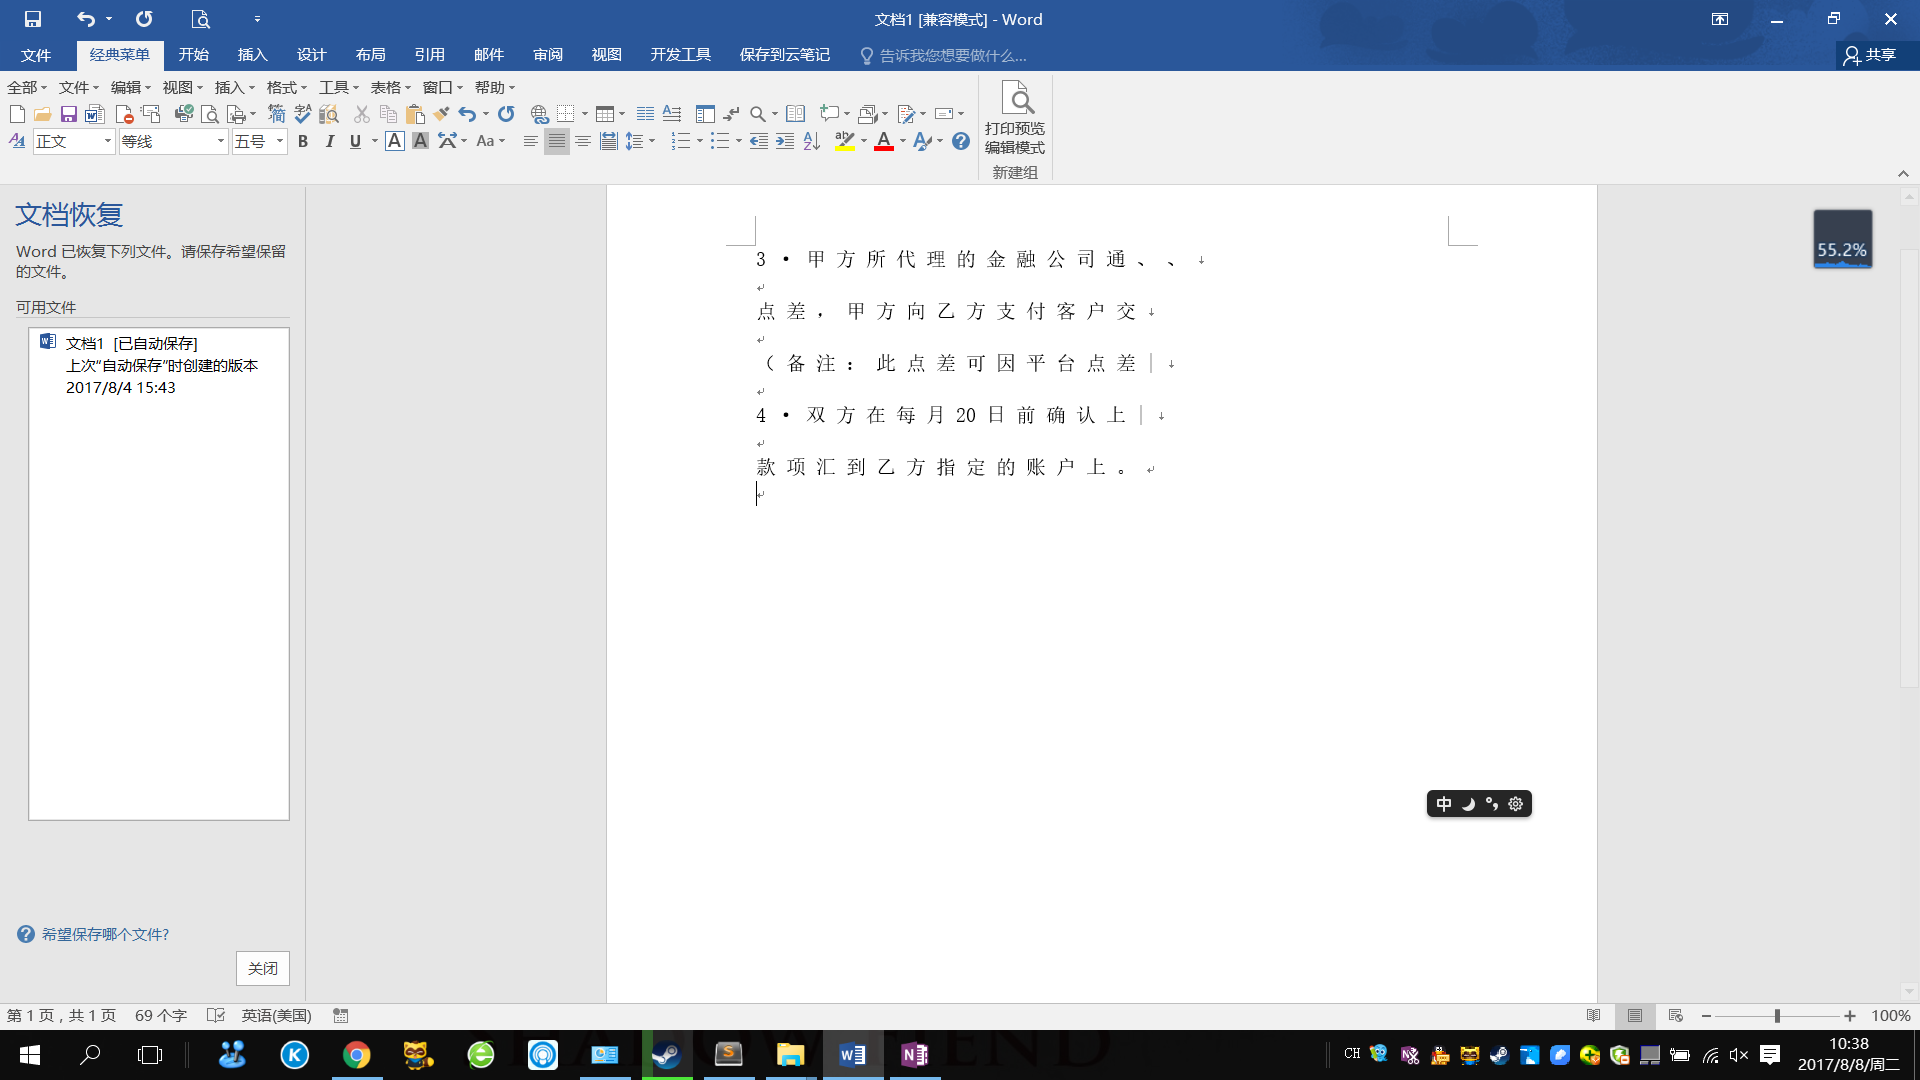 文档1 [兼容模式] - Word
文件 经典菜单 开始 插入 设计 布局 引用 邮件 审阅 视图 开发工具 保存到云笔记 告诉我您想要做什么... 共享
全部 文件 编辑 视图 插入 格式 工具 表格 窗口 帮助
正文 等线 五号 B I U A A Aa
打印预览
编辑模式
新建组
文档恢复
Word 已恢复下列文件。请保存希望保留
的文件。
可用文件
文档1 [已自动保存]
上次“自动保存”时创建的版本
2017/8/4 15:43
希望保存哪个文件?
关闭
3 • 甲 方 所 代 理 的 金 融 公 司 通 、 、
点 差 ， 甲 方 向 乙 方 支 付 客 户 交
（ 备 注 ： 此 点 差 可 因 平 台 点 差
4 • 双 方 在 每 月 20 日 前 确 认 上
款 项 汇 到 乙 方 指 定 的 账 户 上 。
55.2%
中
第 1 页，共 1 页 69 个字 英语(美国) 100%
CH
10:38
2017/8/8/周二